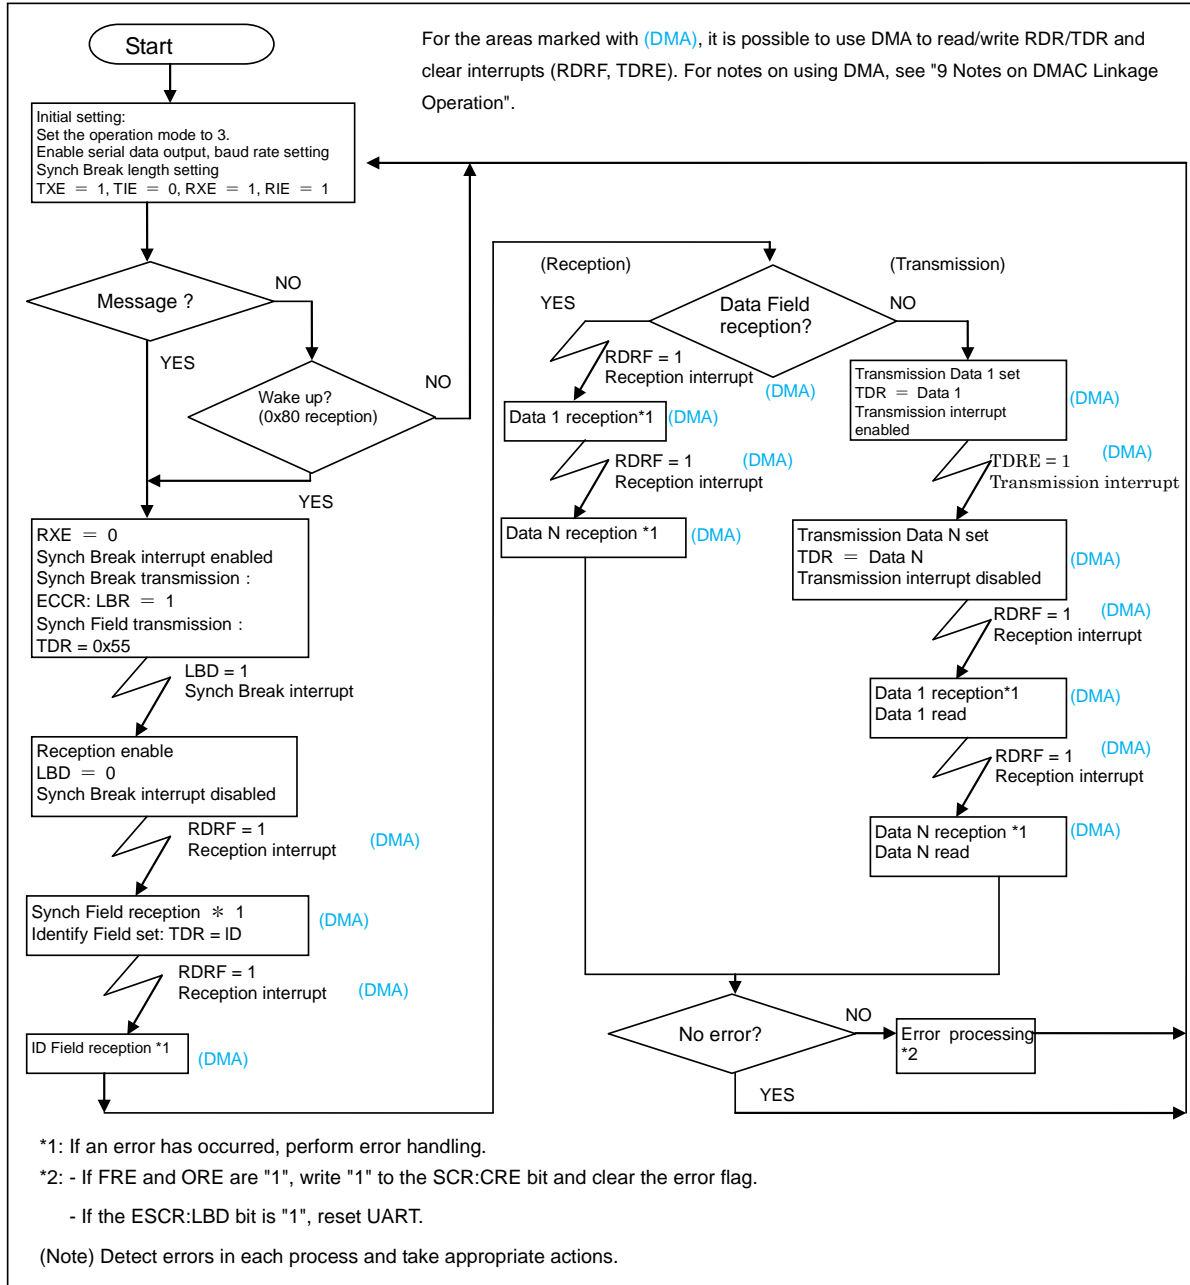 Start
For the areas marked with (DMA), it is possible to use DMA to read/write RDR/TDR and
clear interrupts (RDRF, TDRE). For notes on using DMA, see "9 Notes on DMAC Linkage
Operation".
Initial setting:
Set the operation mode to 3.
Enable serial data output, baud rate setting
Synch Break length setting
TXE = 1, TIE = 0, RXE = 1, RIE = 1
Message ?
NO
YES
Wake up?
(0x80 reception)
NO
YES
RXE = 0
Synch Break interrupt enabled
Synch Break transmission :
ECCR: LBR = 1
Synch Field transmission :
TDR = 0x55
LBD = 1
Synch Break interrupt
Reception enable
LBD = 0
Synch Break interrupt disabled
RDRF = 1
Reception interrupt
(DMA)
Synch Field reception * 1
Identify Field set: TDR = ID
(DMA)
RDRF = 1
Reception interrupt
(DMA)
ID Field reception *1
(DMA)
(Reception)
(Transmission)
YES
Data Field
reception?
NO
RDRF = 1
Reception interrupt
(DMA)
Data 1 reception*1
(DMA)
RDRF = 1
Reception interrupt
(DMA)
Data N reception *1
(DMA)
Transmission Data 1 set
TDR = Data 1
Transmission interrupt
enabled
(DMA)
TDRE = 1
Transmission interrupt
(DMA)
Transmission Data N set
TDR = Data N
Transmission interrupt disabled
(DMA)
RDRF = 1
Reception interrupt
(DMA)
Data 1 reception*1
Data 1 read
(DMA)
RDRF = 1
Reception interrupt
(DMA)
Data N reception *1
Data N read
(DMA)
No error?
NO
Error processing
*2
YES
*1: If an error has occurred, perform error handling.
*2: - If FRE and ORE are "1", write "1" to the SCR:CRE bit and clear the error flag.
- If the ESCR:LBD bit is "1", reset UART.
(Note) Detect errors in each process and take appropriate actions.